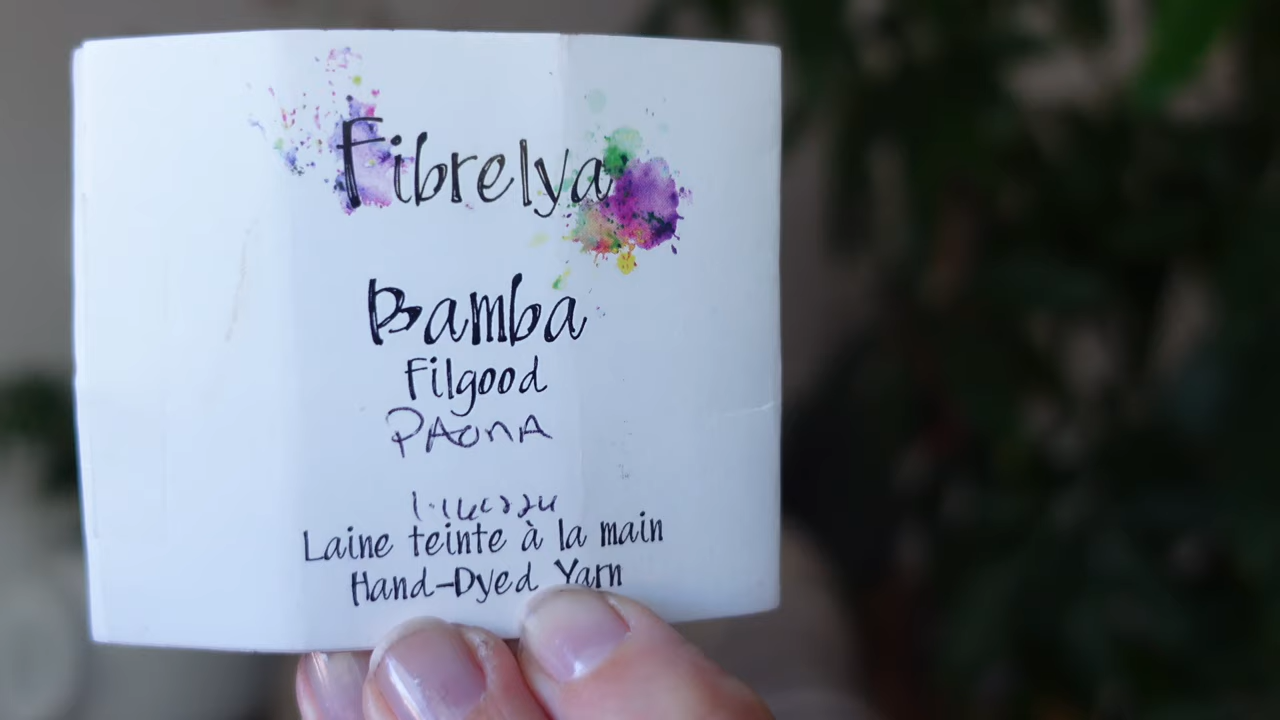 Fibrelya
Bamba
Filgood
PAONA
Laine teinte à la main
Hand-Dyed Yarn